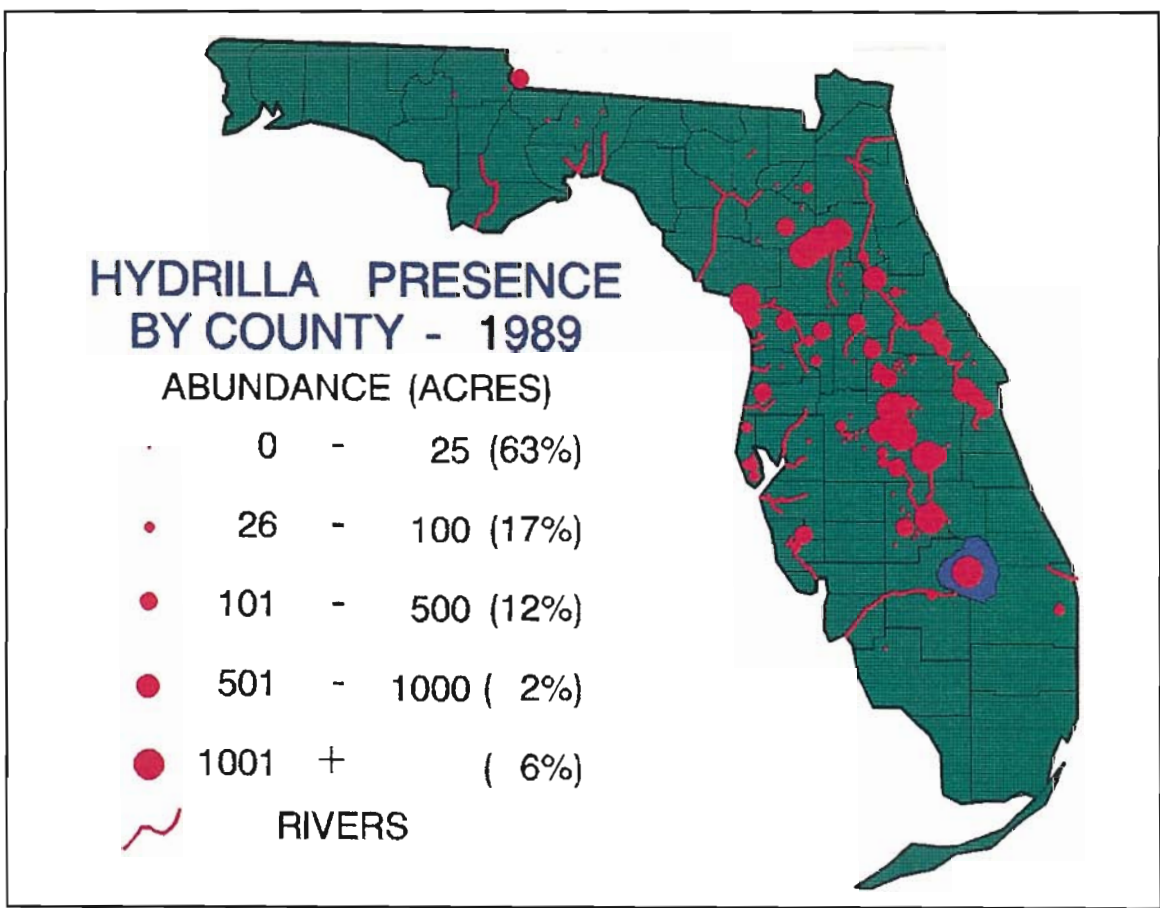 HYDRILLA PRESENCE
BY COUNTY - 1989
ABUNDANCE (ACRES)
0 - 25 (63%)
26 - 100 (17%)
101 - 500 (12%)
501 - 1000 ( 2%)
1001 + ( 6%)
RIVERS